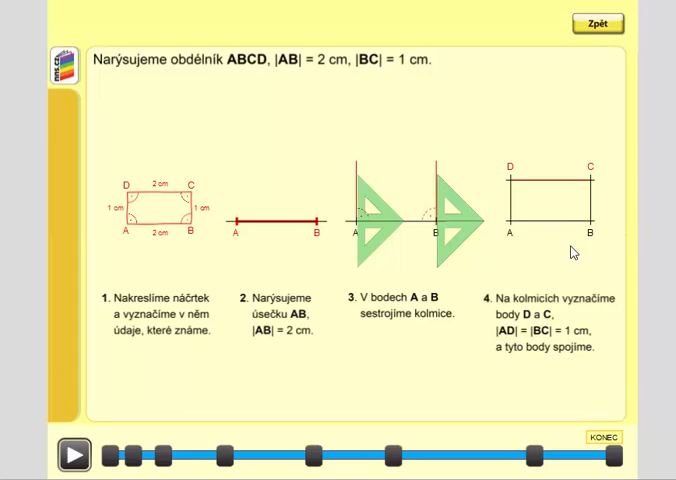 Zpět
nns.cz
Narýsujeme obdélník ABCD, |AB| = 2 cm, |BC| = 1 cm.
D 2 cm C
1 cm 1 cm
A 2 cm B
A B
A B
D C
A B
1. Nakreslíme náčrtek
a vyznačíme v něm
údaje, které známe.
2. Narýsujeme
úsečku AB,
|AB| = 2 cm.
3. V bodech A a B
sestrojíme kolmice.
4. Na kolmicích vyznačíme
body D a C,
|AD| = |BC| = 1 cm,
a tyto body spojíme.
KONEC